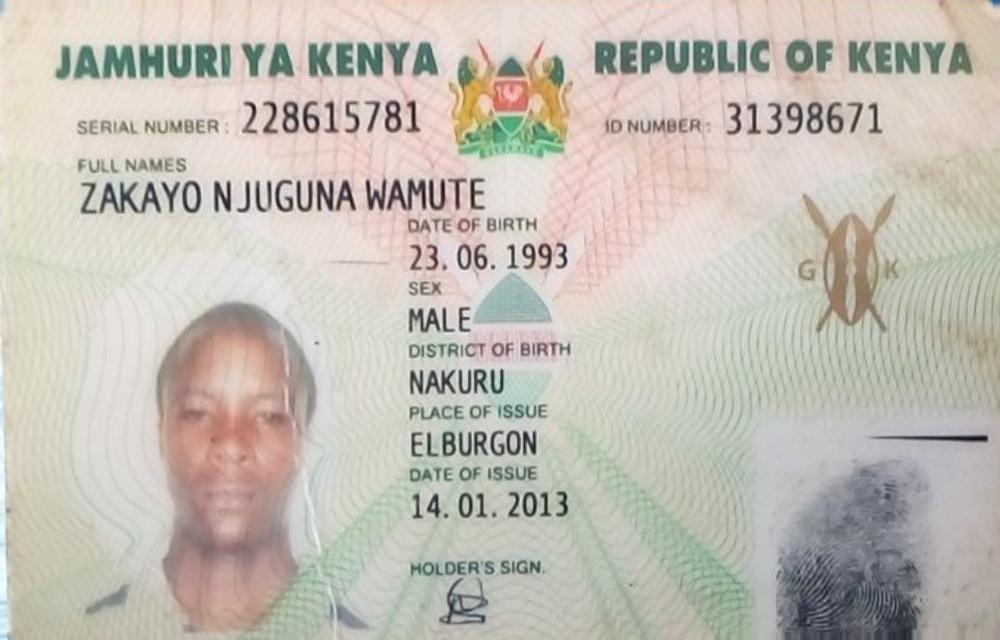 JAMHURI YA KENYA REPUBLIC OF KENYA
SERIAL NUMBER: 228615781 ID NUMBER: 31398671
FULL NAMES
ZAKAYO NJUGUNA WAMUTE
DATE OF BIRTH
23. 06. 1993
SEX
MALE
G K
DISTRICT OF BIRTH
NAKURU
PLACE OF ISSUE
ELBURGON
DATE OF ISSUE
14. 01. 2013
HOLDER'S SIGN.